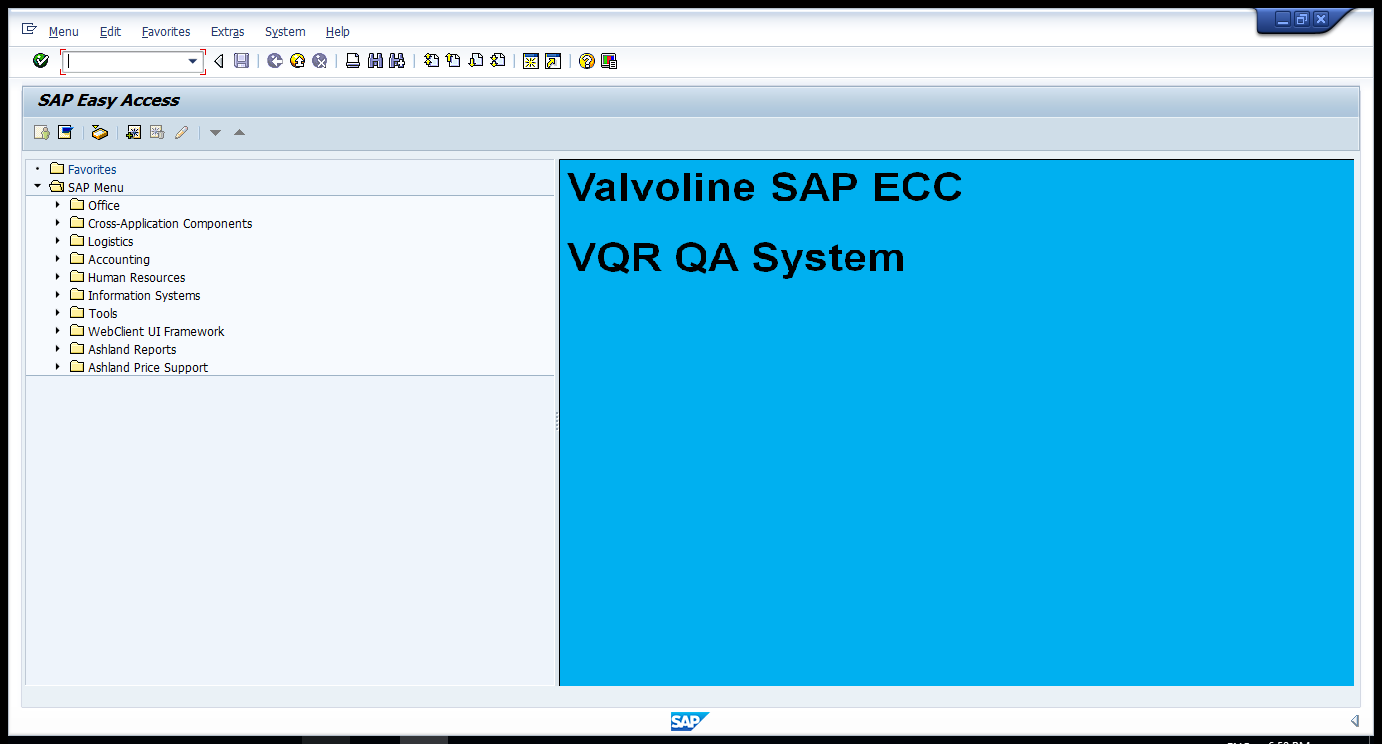 Menu Edit Favorites Extras System Help
SAP Easy Access
Favorites
SAP Menu
Office
Cross-Application Components
Logistics
Accounting
Human Resources
Information Systems
Tools
WebClient UI Framework
Ashland Reports
Ashland Price Support
Valvoline SAP ECC
VQR QA System
SAP